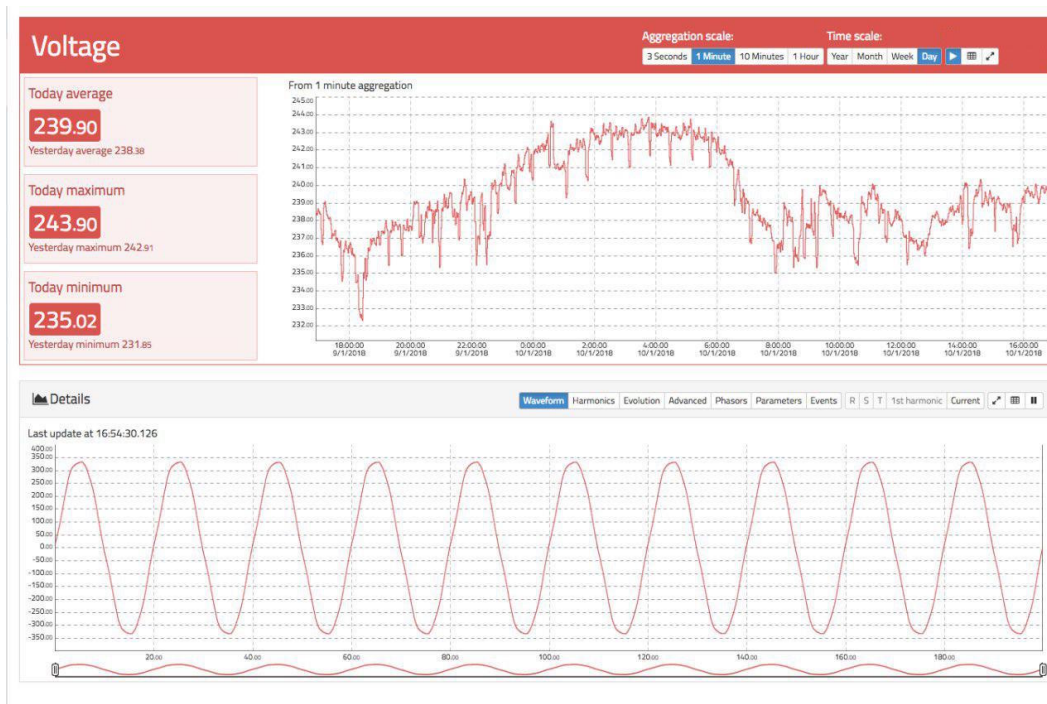 Voltage
Aggregation scale:
Time scale:
3 Seconds 1 Minute 10 Minutes 1 Hour
Year Month Week Day
Today average
239.90
Yesterday average 238.38
Today maximum
243.90
Yesterday maximum 242.91
Today minimum
235.02
Yesterday minimum 231.85
From 1 minute aggregation
245.00
244.00
243.00
242.00
241.00
240.00
239.00
238.00
237.00
236.00
235.00
234.00
233.00
232.00
18:00:00 20:00:00 22:00:00 0:00:00 2:00:00 4:00:00 6:00:00 8:00:00 10:00:00 12:00:00 14:00:00 16:00:00
9/1/2018 9/1/2018 9/1/2018 10/1/2018 10/1/2018 10/1/2018 10/1/2018 10/1/2018 10/1/2018 10/1/2018 10/1/2018 10/1/2018
Details
Waveform Harmonics Evolution Advanced Phasors Parameters Events R S T 1st harmonic Current
Last update at 16:54:30.126
400.00
350.00
300.00
250.00
200.00
150.00
100.00
50.00
0.00
-50.00
-100.00
-150.00
-200.00
-250.00
-300.00
-350.00
20.00 40.00 60.00 80.00 100.00 120.00 140.00 160.00 180.00